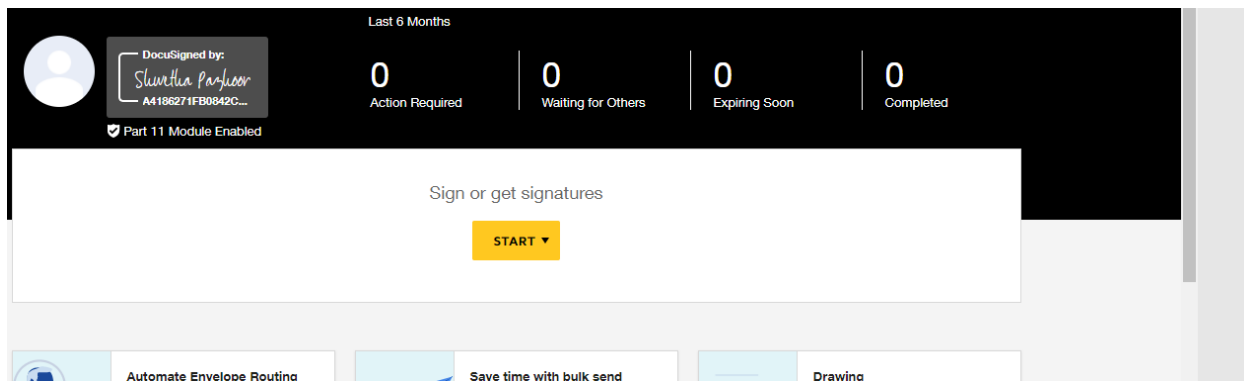 Last 6 Months
DocuSigned by:
A4186271FB0842C...
Part 11 Module Enabled
0
Action Required
0
Waiting for Others
0
Expiring Soon
0
Completed
Sign or get signatures
START
Automate Envelope Routing
Save time with bulk send
Drawing